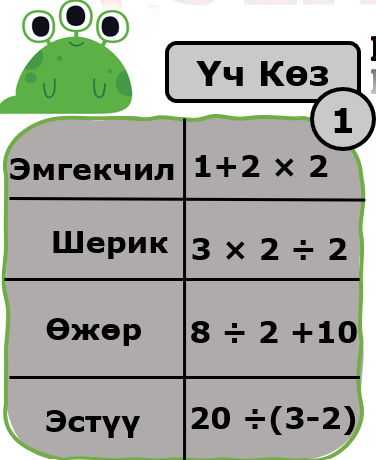 Үч Көз
1
Эмгекчил 1+2 × 2
Шерик 3 × 2 ÷ 2
Өжөр 8 ÷ 2 +10
Эстүү 20 ÷(3-2)